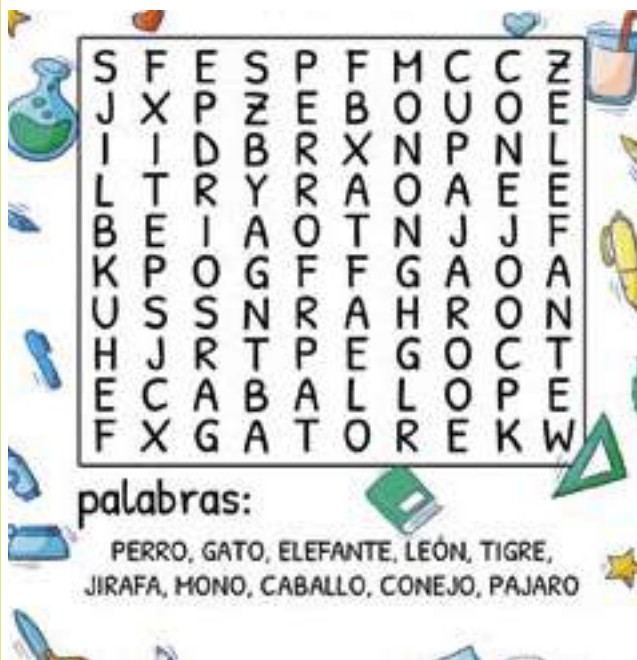 S F E S P F M C C Z
J X P Z E B O U O E
I I D B R X N P N L
L T R Y R A O A E E
B E I A O T N J J F
K P O G F F G A O A
U S S N R A H R O N
H J R T P E G O C T
E C A B A L L O P E
F X G A T O R E K W
palabras:
PERRO, GATO, ELEFANTE, LEÓN, TIGRE,
JIRAFA, MONO, CABALLO, CONEJO, PAJARO